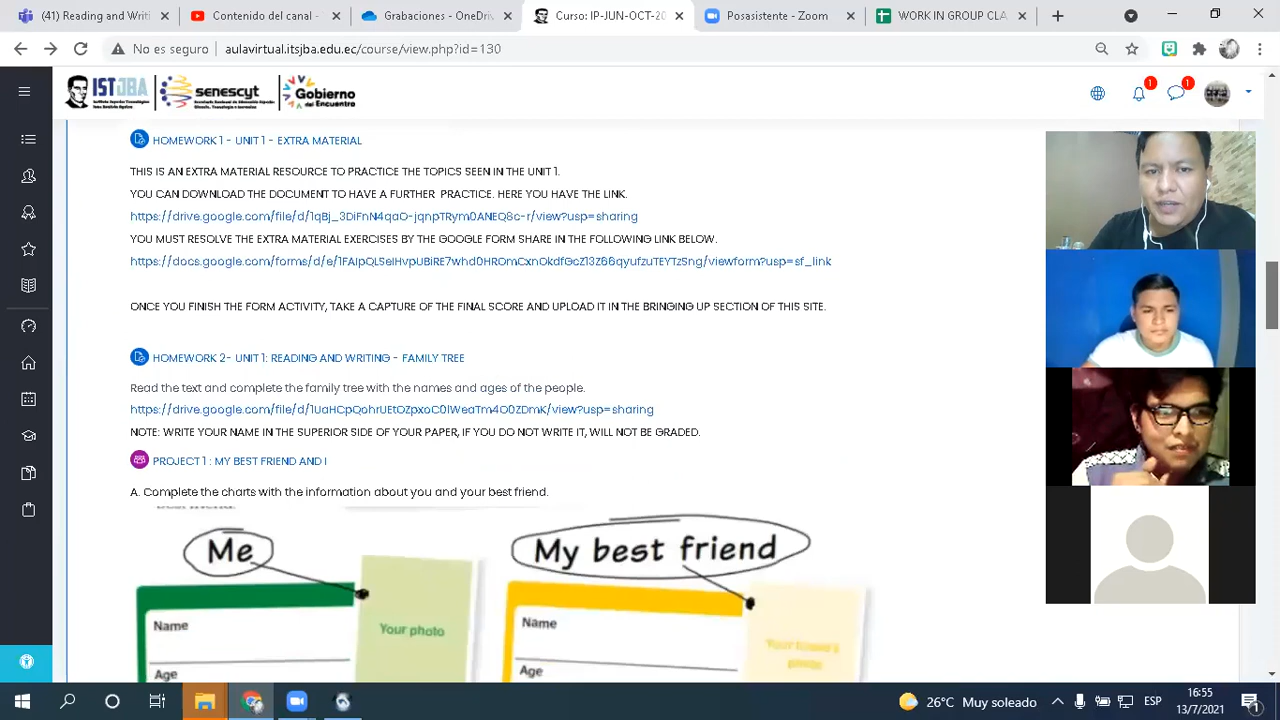 Grabaciones - OneDriv
Curso: IP-JUN-OCT-20
Posasistente - Zoom
WORK IN GROUP CLA
No es seguro
aulavirtual.itsjba.edu.ec/course/view.php?id=130
ISTJBA
senescyt
Gobierno
del Encuentro
1
1
HOMEWORK 1 - UNIT 1 - EXTRA MATERIAL
THIS IS AN EXTRA MATERIAL RESOURCE TO PRACTICE THE TOPICS SEEN IN THE UNIT 1.
YOU CAN DOWNLOAD THE DOCUMENT TO HAVE A FURTHER PRACTICE. HERE YOU HAVE THE LINK.
YOU MUST RESOLVE THE EXTRA MATERIAL EXERCISES BY THE GOOGLE FORM SHARE IN THE FOLLOWING LINK BELOW.
ONCE YOU FINISH THE FORM ACTIVITY, TAKE A CAPTURE OF THE FINAL SCORE AND UPLOAD IT IN THE BRINGING UP SECTION OF THIS SITE.
HOMEWORK 2- UNIT 1: READING AND WRITING - FAMILY TREE
Read the text and complete the family tree with the names and ages of the people.
NOTE: WRITE YOUR NAME IN THE SUPERIOR SIDE OF YOUR PAPER, IF YOU DO NOT WRITE IT, WILL NOT BE GRADED.
PROJECT 1 : MY BEST FRIEND AND I
A. Complete the charts with the information about you and your best friend.
best friend.
Me
My best friend
Name
Your photo
Name
Your friend's
photo
Age
Age
26°C Muy soleado
ESP
16:55
13/7/2021
1